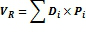 V_R = ∑ D_i × P_i